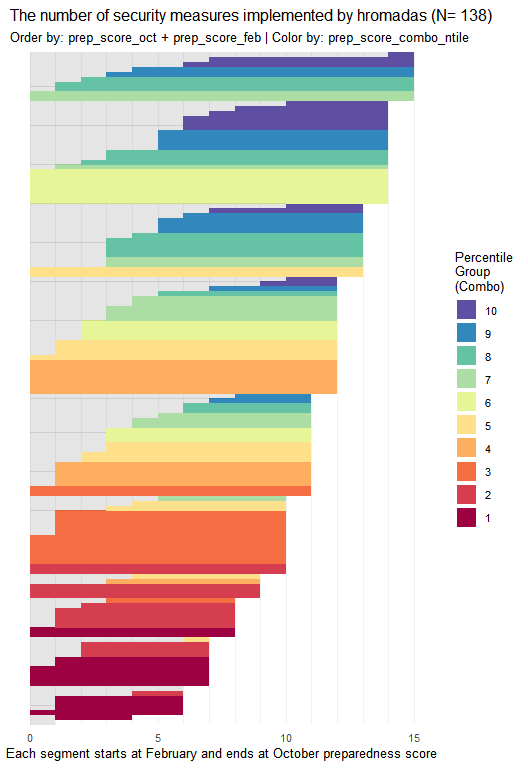 The number of security measures implemented by hromadas (N= 138)
Order by: prep_score_oct + prep_score_feb | Color by: prep_score_combo_ntile
Percentile
Group
(Combo)
10
9
8
7
6
5
4
3
2
1
0 5 10 15
Each segment starts at February and ends at October preparedness score